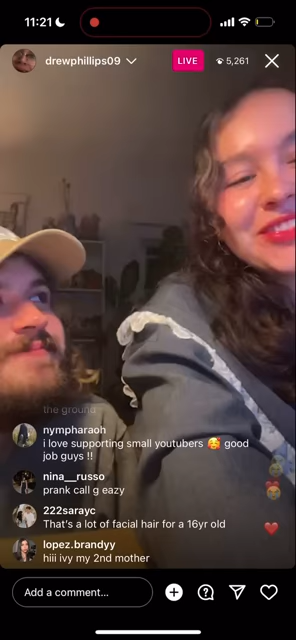 11:21
drewphillips09
LIVE
5,261
the ground
nympharaoh
i love supporting small youtubers 🥰 good
job guys !!
nina__russo
prank call g eazy
222sarayc
That's a lot of facial hair for a 16yr old
lopez.brandyy
hiii ivy my 2nd mother
Add a comment...